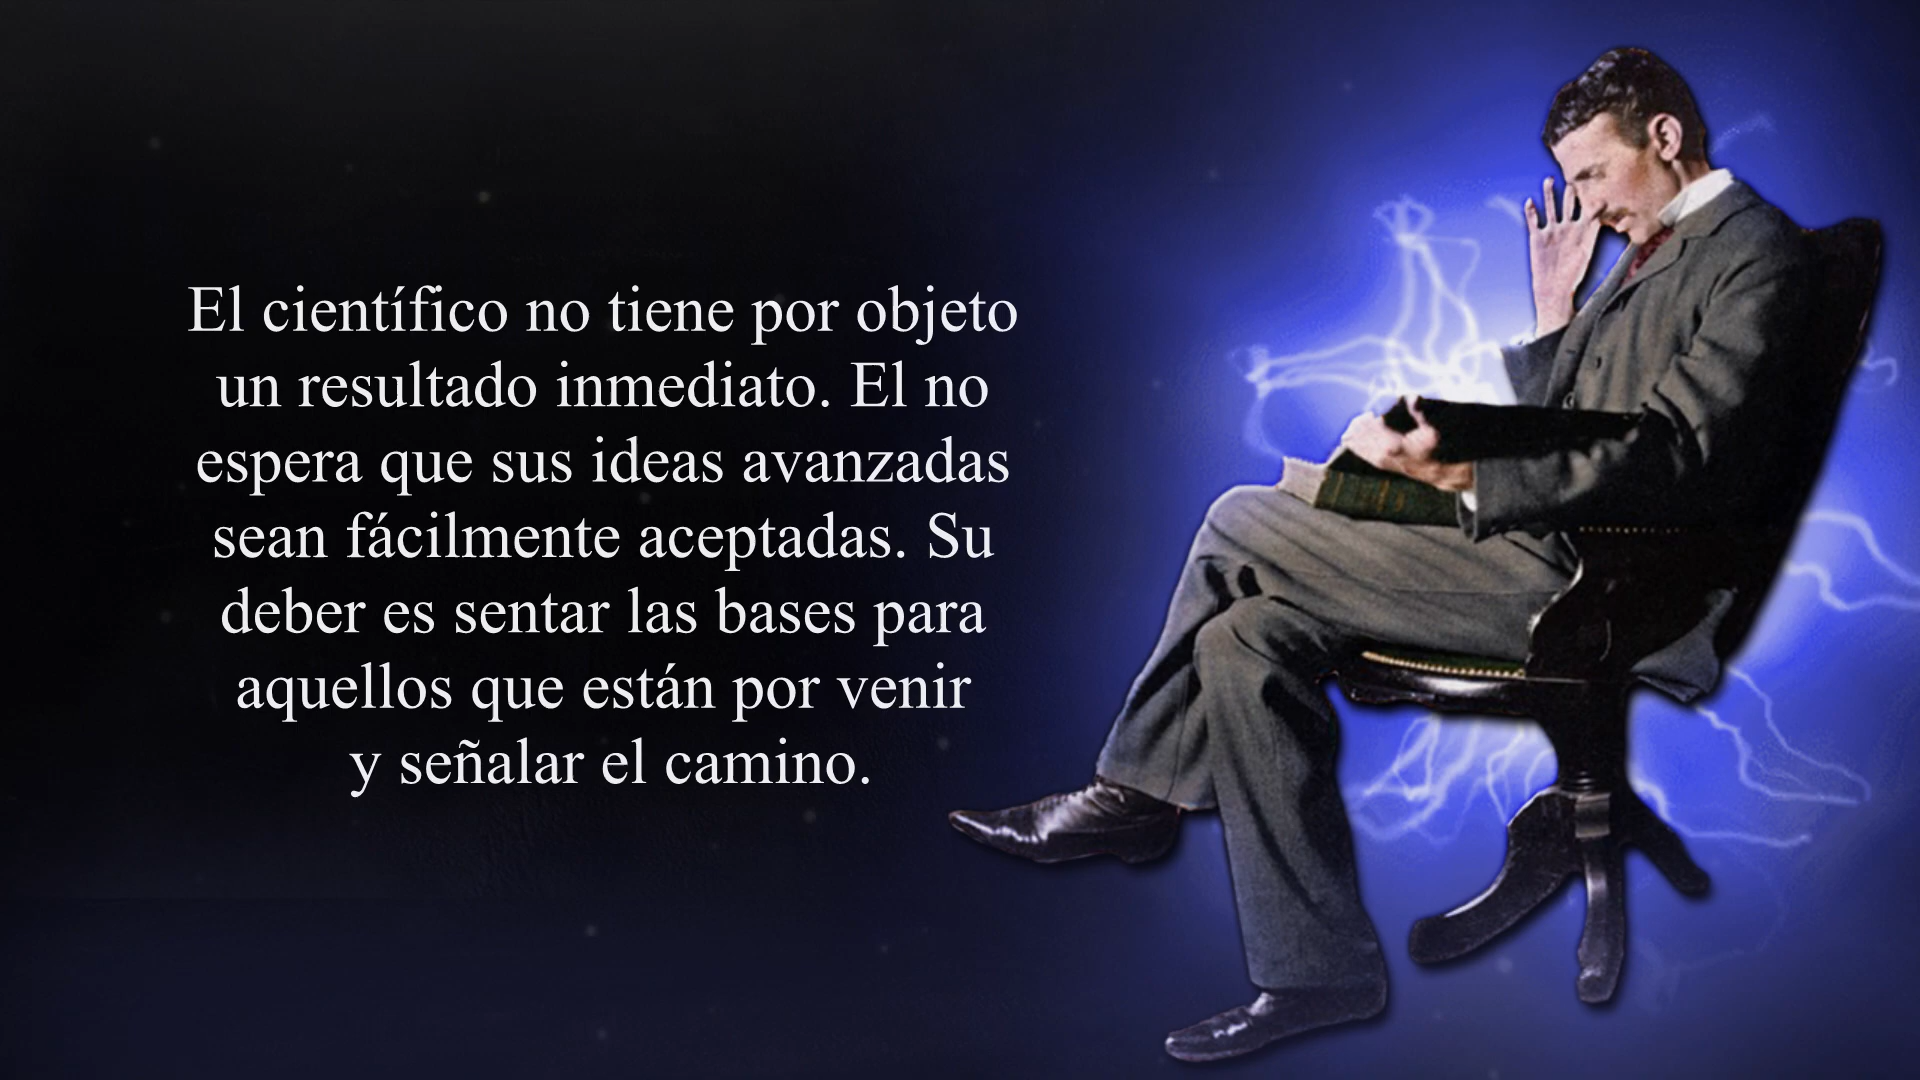 El científico no tiene por objeto
un resultado inmediato. El no
espera que sus ideas avanzadas
sean fácilmente aceptadas. Su
deber es sentar las bases para
aquellos que están por venir
y señalar el camino.